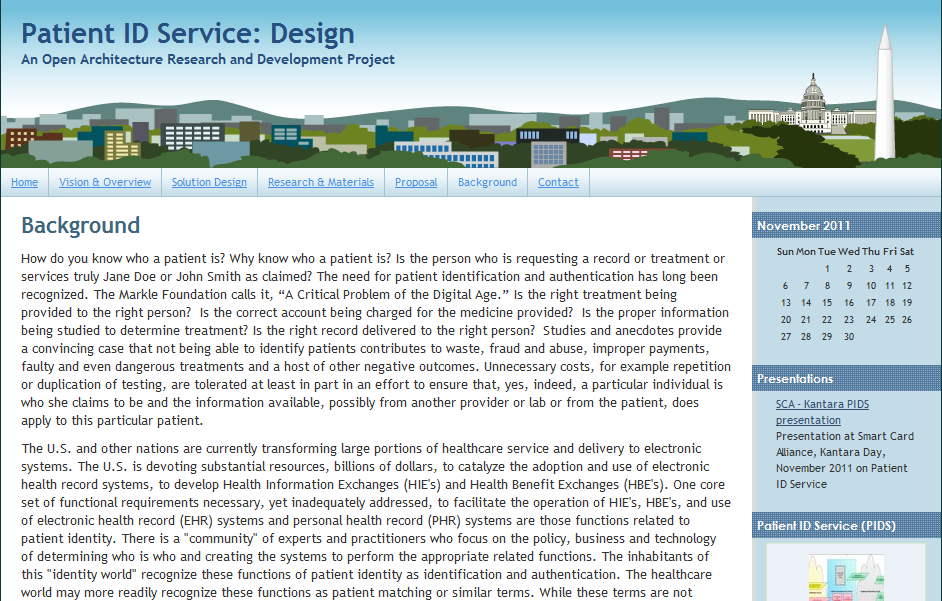 Patient ID Service: Design
An Open Architecture Research and Development Project
Home
Vision & Overview
Solution Design
Research & Materials
Proposal
Background
Contact
Background
How do you know who a patient is? Why know who a patient is? Is the person who is requesting a record or treatment or
services truly Jane Doe or John Smith as claimed? The need for patient identification and authentication has long been
recognized. The Markle Foundation calls it, “A Critical Problem of the Digital Age.” Is the right treatment being
provided to the right person?  Is the correct account being charged for the medicine provided?  Is the proper information
being studied to determine treatment? Is the right record delivered to the right person?  Studies and anecdotes provide
a convincing case that not being able to identify patients contributes to waste, fraud and abuse, improper payments,
faulty and even dangerous treatments and a host of other negative outcomes. Unnecessary costs, for example repetition
or duplication of testing, are tolerated at least in part in an effort to ensure that, yes, indeed, a particular individual is
who she claims to be and the information available, possibly from another provider or lab or from the patient, does
apply to this particular patient.
The U.S. and other nations are currently transforming large portions of healthcare service and delivery to electronic
systems. The U.S. is devoting substantial resources, billions of dollars, to catalyze the adoption and use of electronic
health record systems, to develop Health Information Exchanges (HIE's) and Health Benefit Exchanges (HBE's). One core
set of functional requirements necessary, yet inadequately addressed, to facilitate the operation of HIE's, HBE's, and use
of electronic health record (EHR) systems and personal health record (PHR) systems are those functions related to
patient identity. There is a "community" of experts and practitioners who focus on the policy, business and technology
of determining who is who and creating the systems to perform the appropriate related functions. The inhabitants of
this "identity world" recognize these functions of patient identity as identification and authentication. The healthcare
world may more readily recognize these functions as patient matching or similar terms. While these terms are not
November 2011
Sun Mon Tue Wed Thu Fri Sat
1 2 3 4 5
6 7 8 9 10 11 12
13 14 15 16 17 18 19
20 21 22 23 24 25 26
27 28 29 30
Presentations
SCA - Kantara PIDS
presentation
Presentation at Smart Card
Alliance, Kantara Day,
November 2011 on Patient
ID Service
Patient ID Service (PIDS)